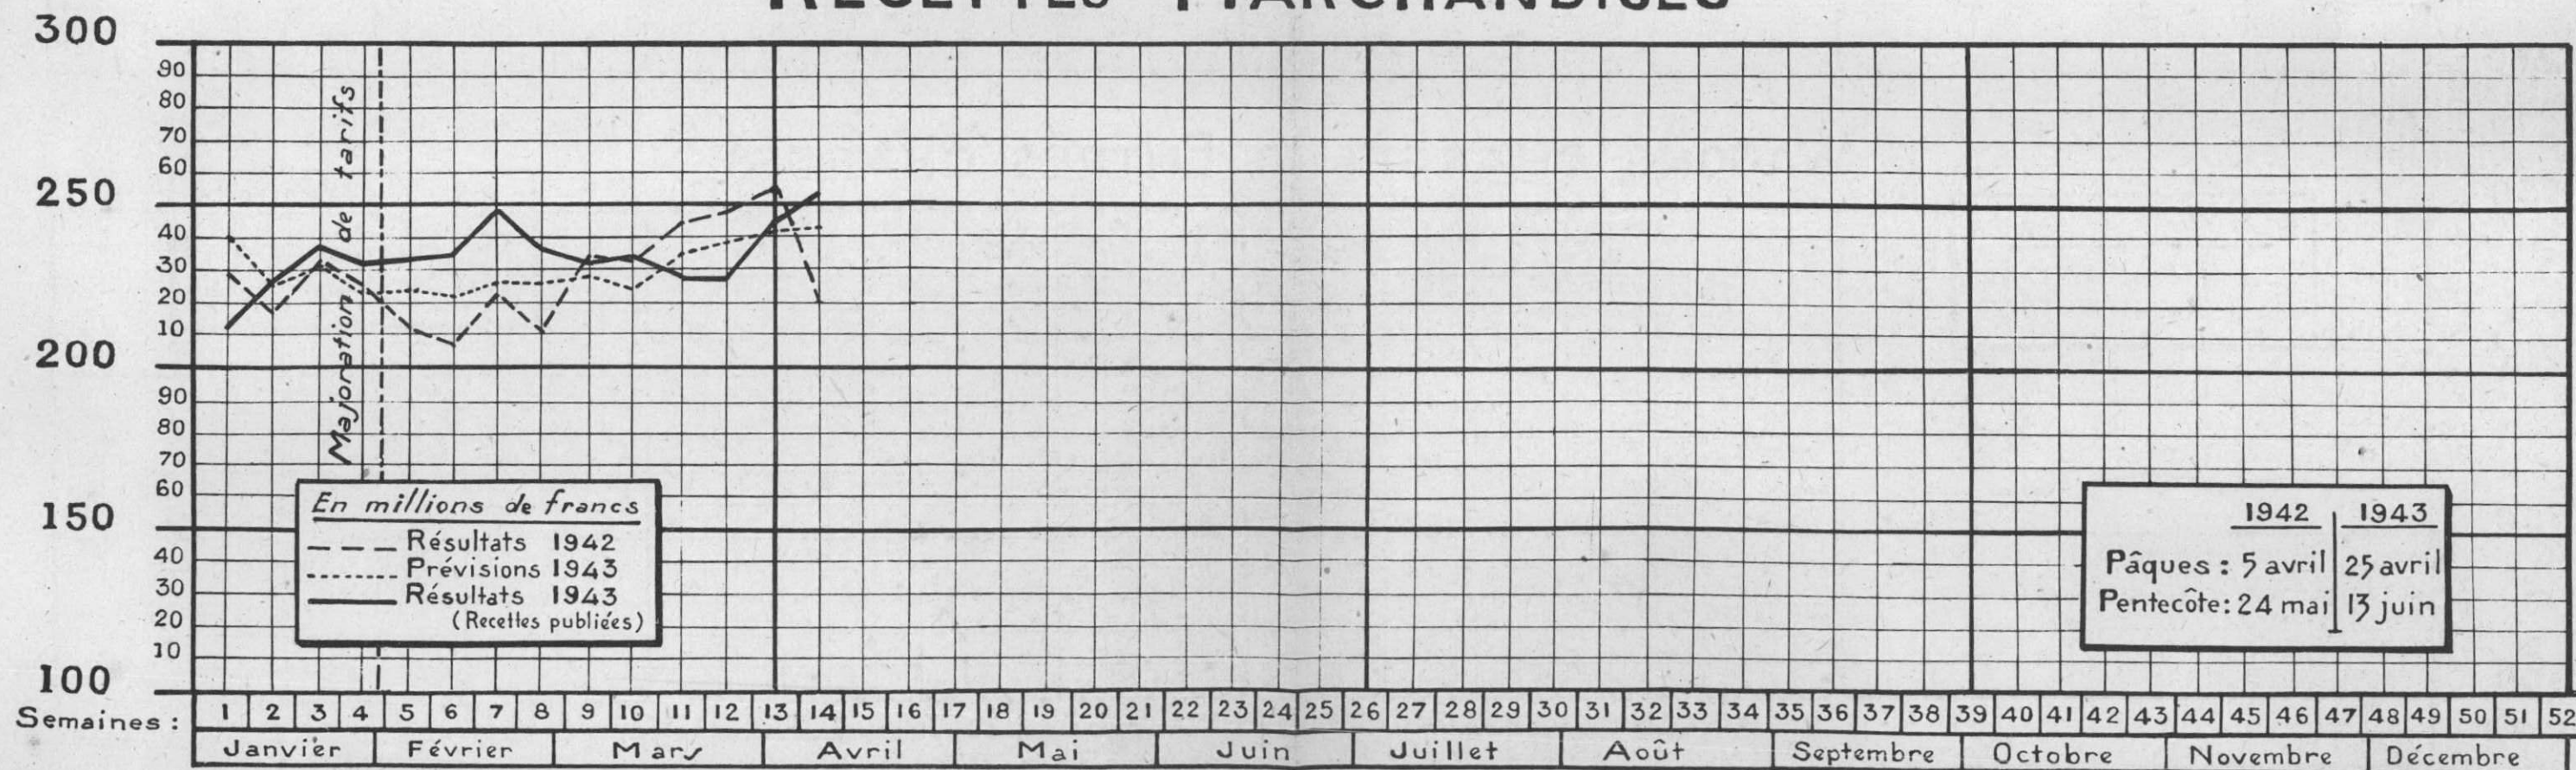 RECETTES MARCHANDISES
300
90
80
70
60
250
40
30
20
10
200
90
80
70
60
150
40
30
20
10
100
Majoration de tarifs
En millions de francs
Résultats 1942
Prévisions 1943
Résultats 1943
(Recettes publiées)
1942 1943
Pâques : 5 avril 25 avril
Pentecôte: 24 mai 13 juin
Semaines : 1 2 3 4 5 6 7 8 9 10 11 12 13 14 15 16 17 18 19 20 21 22 23 24 25 26 27 28 29 30 31 32 33 34 35 36 37 38 39 40 41 42 43 44 45 46 47 48 49 50 51 52
Janvier Février Mars Avril Mai Juin Juillet Août Septembre Octobre Novembre Décembre